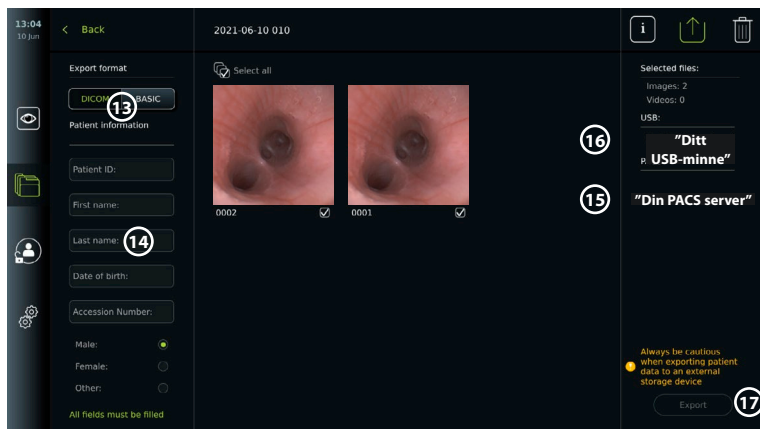 13:04
10 Jun
Back
2021-06-10 010
i
Export format
DICOM
13
BASIC
Patient information
Patient ID:
First name:
Last name:
14
Date of birth:
Accession Number:
Male:
Female:
Other:
All fields must be filled
Select all
0002
0001
Selected files:
Images: 2
Videos: 0
USB:
16
”Ditt
P. USB-minne”
15
”Din PACS server”
Always be cautious
when exporting patient
data to an external
storage device
Export
17